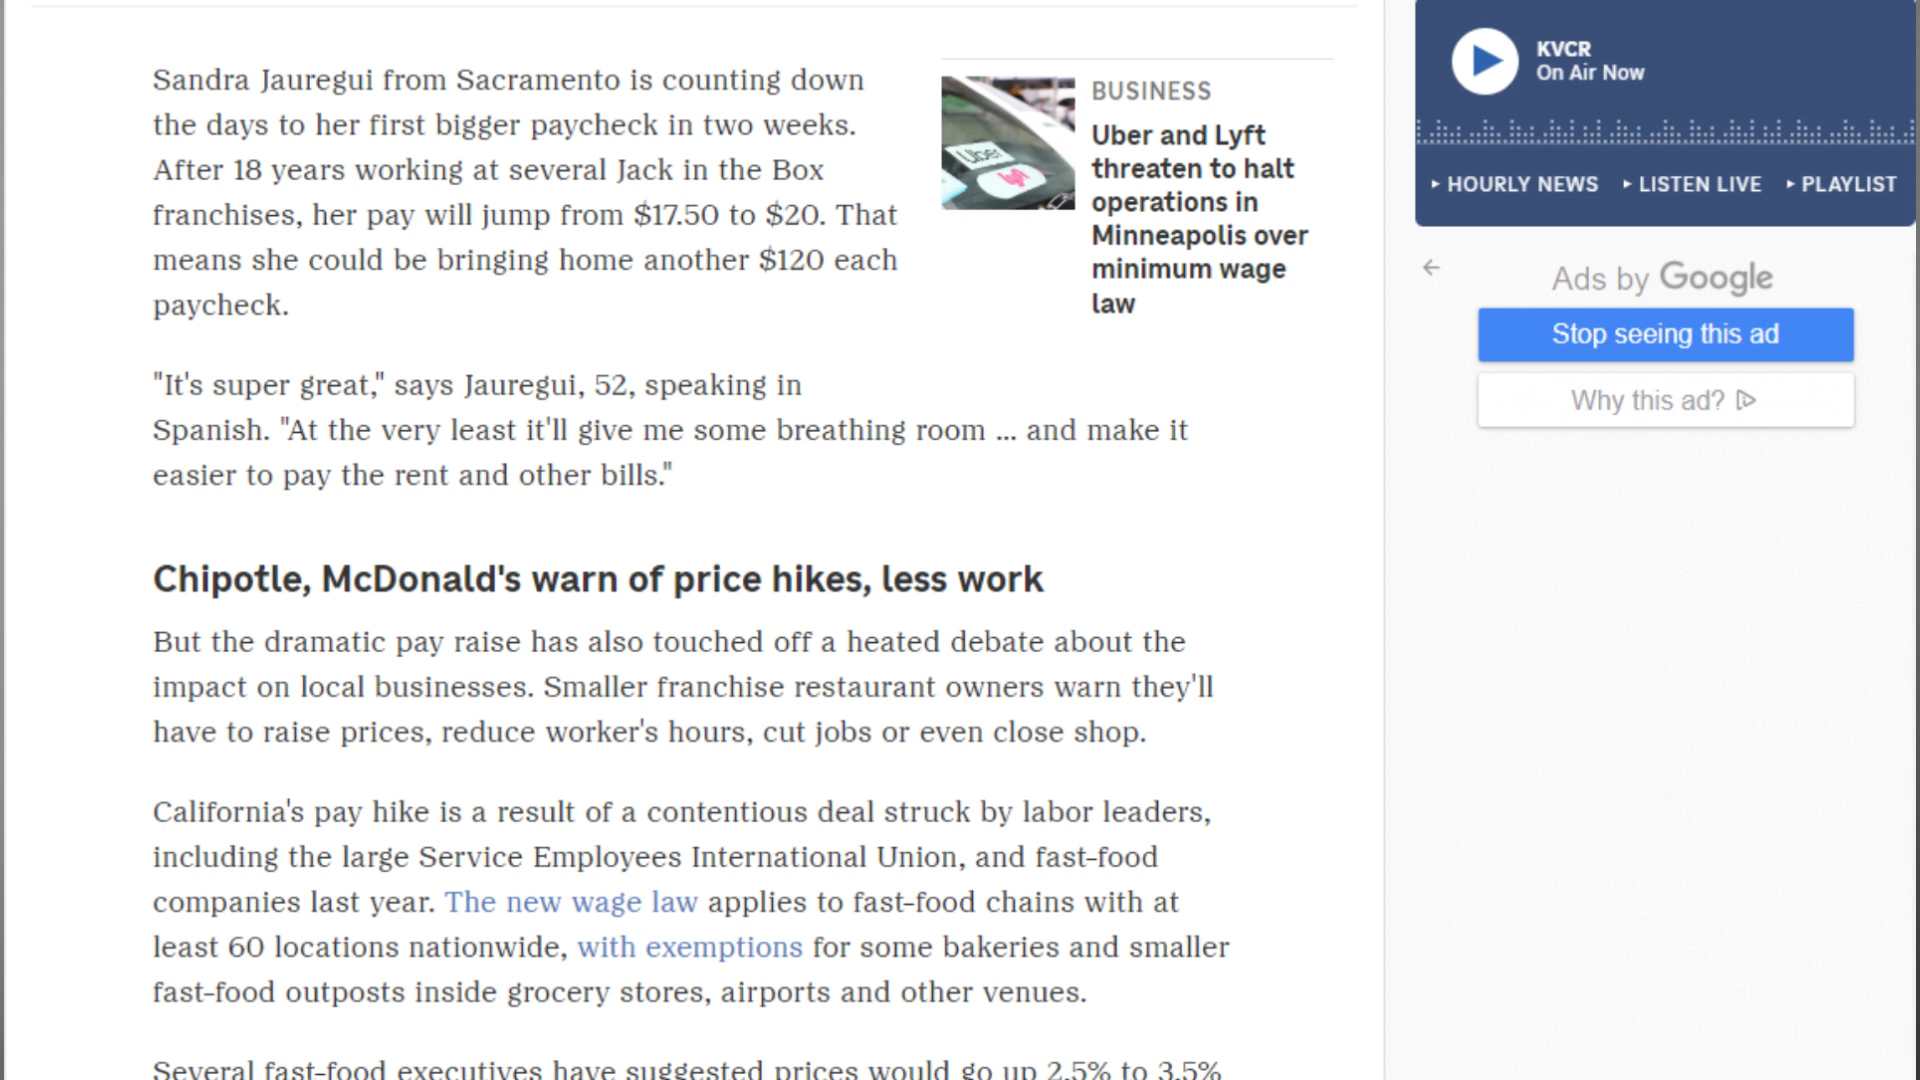 Sandra Jauregui from Sacramento is counting down
the days to her first bigger paycheck in two weeks.
After 18 years working at several Jack in the Box
franchises, her pay will jump from $17.50 to $20. That
means she could be bringing home another $120 each
paycheck.
Uber
lyft
BUSINESS
Uber and Lyft
threaten to halt
operations in
Minneapolis over
minimum wage
law
"It's super great," says Jauregui, 52, speaking in
Spanish. "At the very least it'll give me some breathing room ... and make it
easier to pay the rent and other bills."
Chipotle, McDonald's warn of price hikes, less work
But the dramatic pay raise has also touched off a heated debate about the
impact on local businesses. Smaller franchise restaurant owners warn they'll
have to raise prices, reduce worker's hours, cut jobs or even close shop.
California's pay hike is a result of a contentious deal struck by labor leaders,
including the large Service Employees International Union, and fast-food
companies last year. The new wage law applies to fast-food chains with at
least 60 locations nationwide, with exemptions for some bakeries and smaller
fast-food outposts inside grocery stores, airports and other venues.
Several fast-food executives have suggested prices would go up 2.5% to 3.5%
KVCR
On Air Now
HOURLY NEWS LISTEN LIVE PLAYLIST
Ads by Google
Stop seeing this ad
Why this ad?